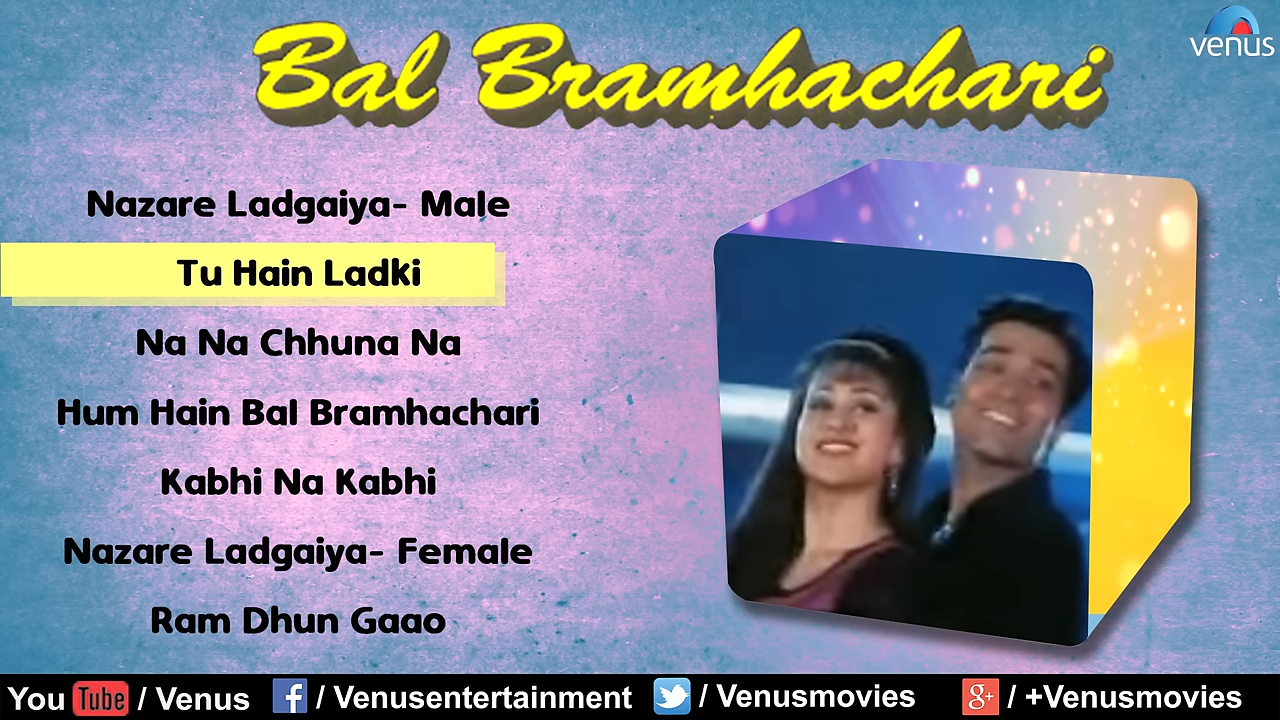 Bal Bramhachari
venus
Nazare Ladgaiya- Male
Tu Hain Ladki
Na Na Chhuna Na
Hum Hain Bal Bramhachari
Kabhi Na Kabhi
Nazare Ladgaiya- Female
Ram Dhun Gaao
You Tube / Venus f / Venusentertainment / Venusmovies g+ / +Venusmovies